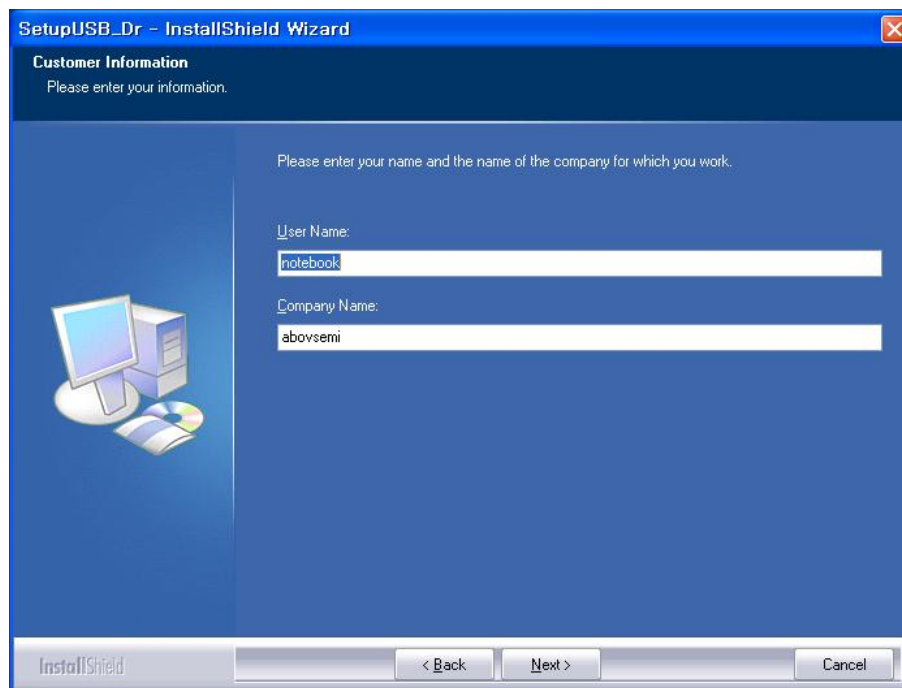 SetupUSB_Dr - InstallShield Wizard
Customer Information
Please enter your information.
Please enter your name and the name of the company for which you work.
User Name:
notebook
Company Name:
abovsemi
InstallShield
< Back
Next >
Cancel